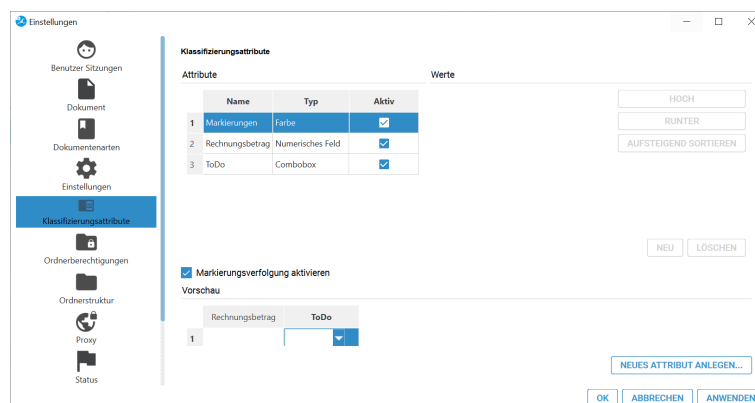 Einstellungen
Benutzer Sitzungen
Dokument
Dokumentenarten
Einstellungen
Klassifizierungsattribute
Ordnerberechtigungen
Ordnerstruktur
Proxy
Status
Klassifizierungsattribute
Attribute
Werte
Name Typ Aktiv
1 Markierungen Farbe
2 Rechnungsbetrag Numerisches Feld
3 ToDo Combobox
HOCH
RUNTER
AUFSTEIGEND SORTIEREN
NEU LÖSCHEN
Markierungsverfolgung aktivieren
Vorschau
Rechnungsbetrag ToDo
1
NEUES ATTRIBUT ANLEGEN...
OK ABBRECHEN ANWENDEN